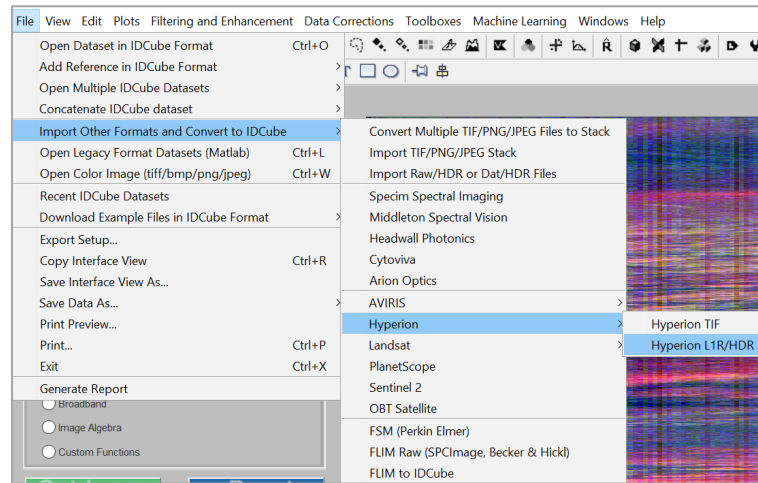 File View Edit Plots Filtering and Enhancement Data Corrections Toolboxes Machine Learning Windows Help
Open Dataset in IDCube Format Ctrl+O
Add Reference in IDCube Format
Open Multiple IDCube Datasets
Concatenate IDCube dataset
Import Other Formats and Convert to IDCube
Open Legacy Format Datasets (Matlab) Ctrl+L
Open Color Image (tiff/bmp/png/jpeg) Ctrl+W
Recent IDCube Datasets
Download Example Files in IDCube Format
Export Setup...
Copy Interface View Ctrl+R
Save Interface View As...
Save Data As...
Print Preview...
Print... Ctrl+P
Exit Ctrl+X
Generate Report
Broadband
Image Algebra
Custom Functions
Convert Multiple TIF/PNG/JPEG Files to Stack
Import TIF/PNG/JPEG Stack
Import Raw/HDR or Dat/HDR Files
Specim Spectral Imaging
Middleton Spectral Vision
Headwall Photonics
Cytoviva
Arion Optics
AVIRIS
Hyperion
Landsat
PlanetScope
Sentinel 2
OBT Satellite
FSM (Perkin Elmer)
FLIM Raw (SPCImage, Becker & Hickl)
FLIM to IDCube
Hyperion TIF
Hyperion L1R/HDR